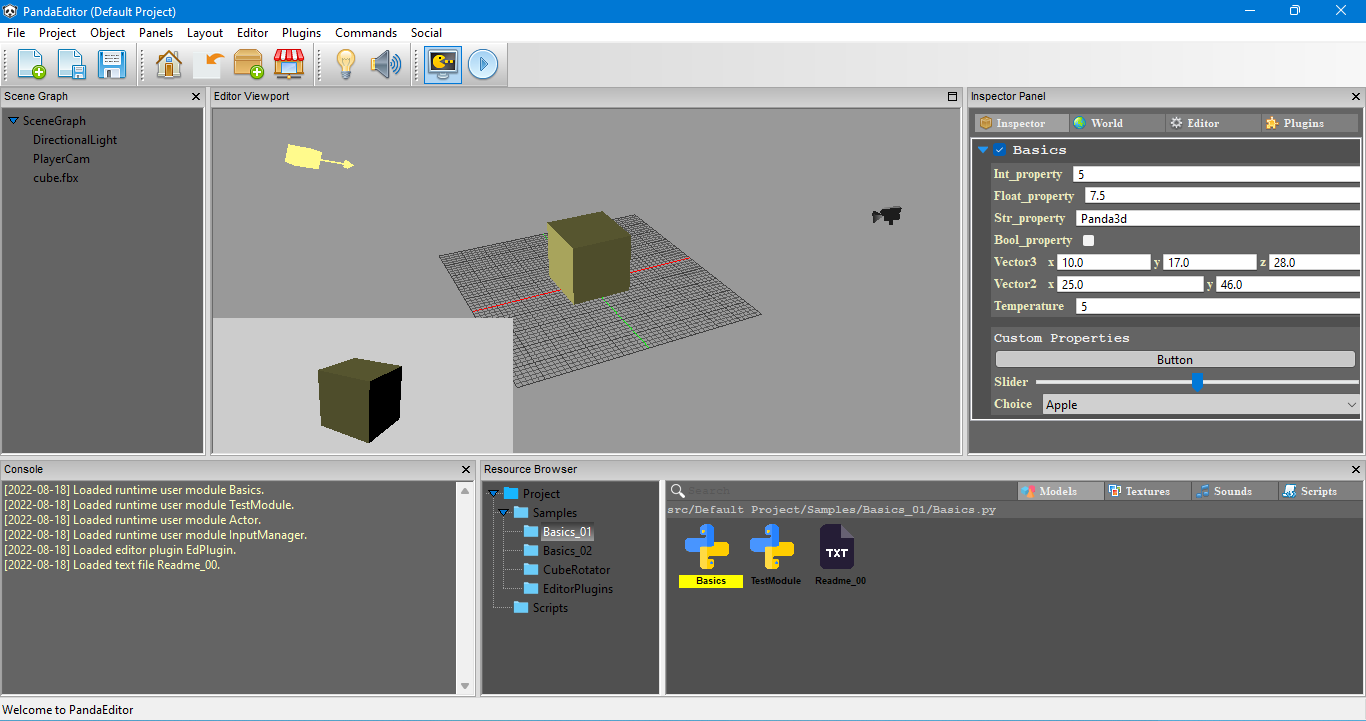 PandaEditor (Default Project)
File Project Object Panels Layout Editor Plugins Commands Social
Scene Graph
SceneGraph
DirectionalLight
PlayerCam
cube.fbx
Editor Viewport
Inspector Panel
Inspector World Editor Plugins
Basics
Int_property 5
Float_property 7.5
Str_property Panda3d
Bool_property
Vector3 x 10.0 y 17.0 z 28.0
Vector2 x 25.0 y 46.0
Temperature 5
Custom Properties
Button
Slider
Choice Apple
Console
[2022-08-18] Loaded runtime user module Basics.
[2022-08-18] Loaded runtime user module TestModule.
[2022-08-18] Loaded runtime user module Actor.
[2022-08-18] Loaded runtime user module InputManager.
[2022-08-18] Loaded editor plugin EdPlugin.
[2022-08-18] Loaded text file Readme_00.
Resource Browser
Project
Samples
Basics_01
Basics_02
CubeRotator
EditorPlugins
Scripts
Search
Models Textures Sounds Scripts
src/Default Project/Samples/Basics_01/Basics.py
TXT
Basics TestModule Readme_00
Welcome to PandaEditor